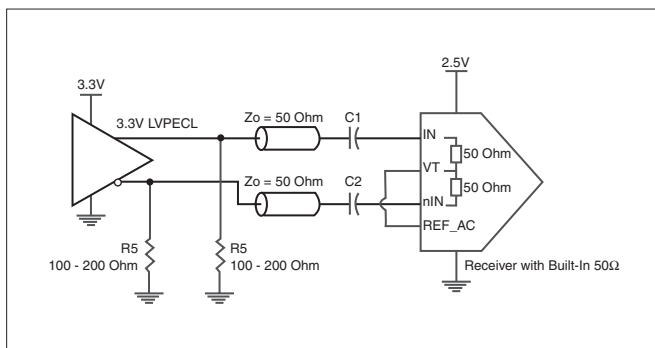 3.3V
3.3V LVPECL
Zo = 50 Ohm
C1
2.5V
IN
50 Ohm
VT
50 Ohm
Zo = 50 Ohm
C2
nIN
REF_AC
R5
100 - 200 Ohm
R5
100 - 200 Ohm
Receiver with Built-In 50Ω